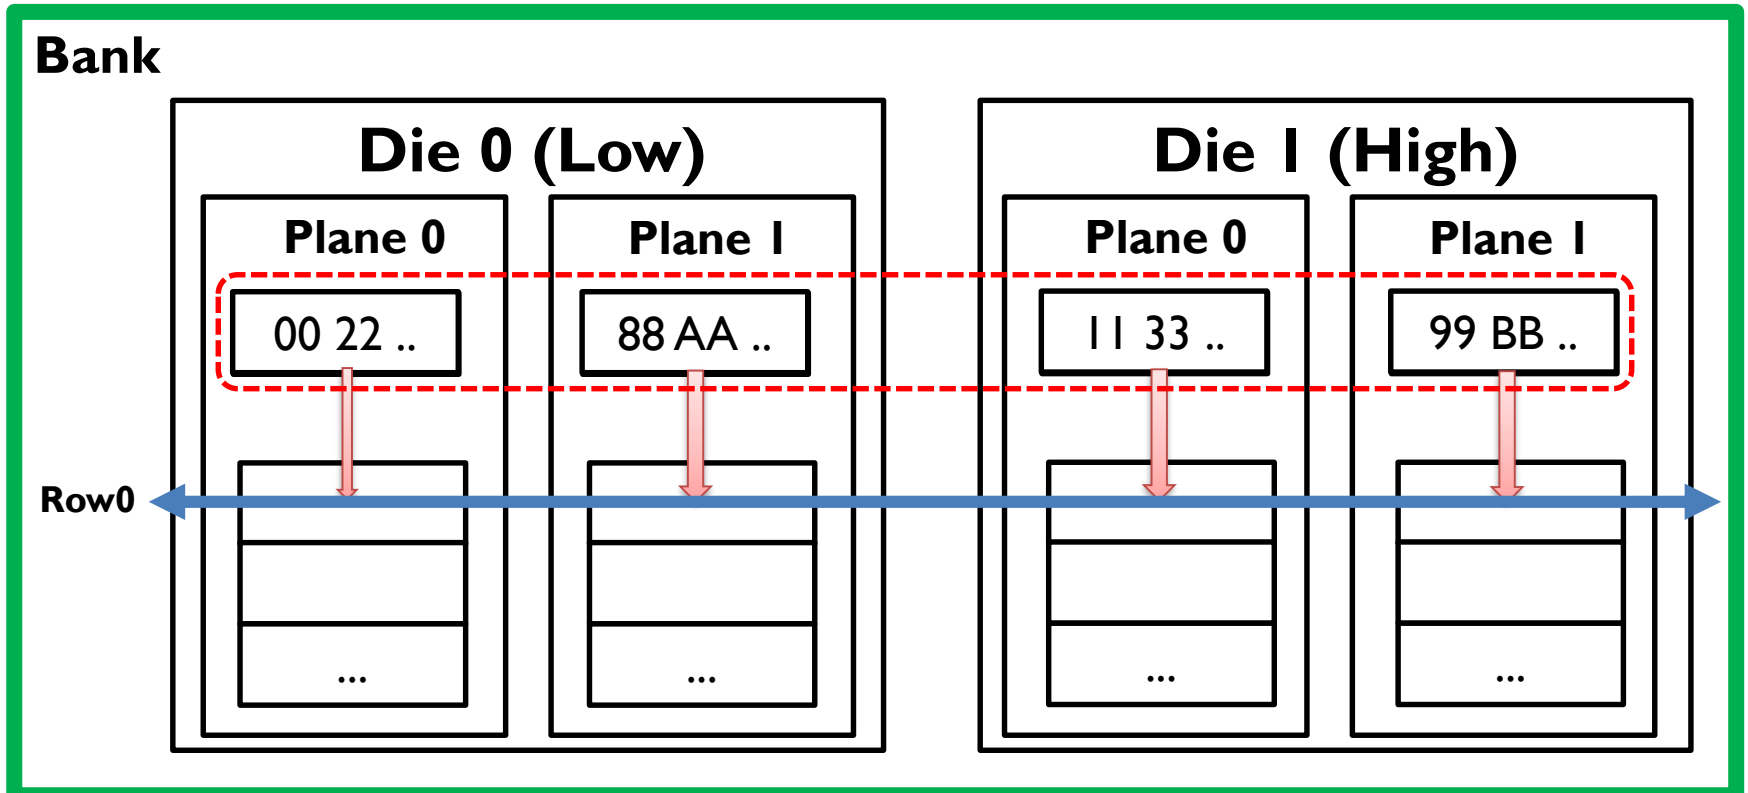 Bank
Die 0 (Low)
Die 1 (High)
Plane 0
Plane 1
Plane 0
Plane 1
00 22 ..
88 AA ..
11 33 ..
99 BB ..
Row0
...
...
...
...